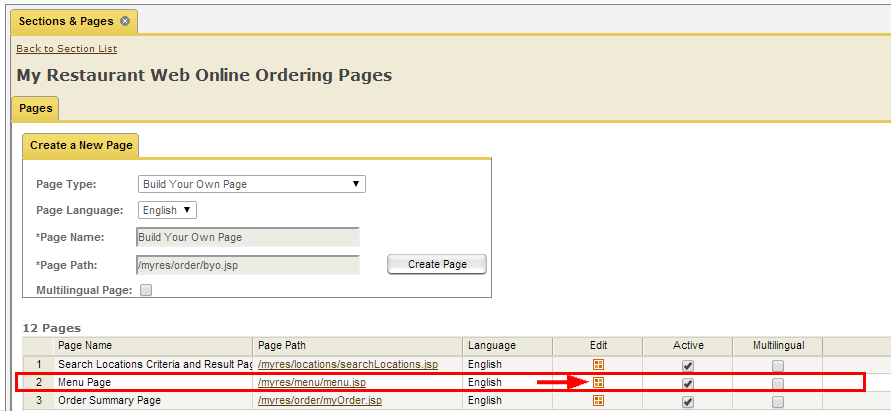 Sections & Pages
Back to Section List
My Restaurant Web Online Ordering Pages
Pages
Create a New Page
Page Type: Build Your Own Page
Page Language: English
*Page Name: Build Your Own Page
*Page Path: /myres/order/byo.jsp Create Page
Multilingual Page:
12 Pages
Page Name Page Path Language Edit Active Multilingual
1 Search Locations Criteria and Result Pag /myres/locations/searchLocations.jsp English
2 Menu Page /myres/menu/menu.jsp English
3 Order Summary Page /myres/order/myOrder.jsp English